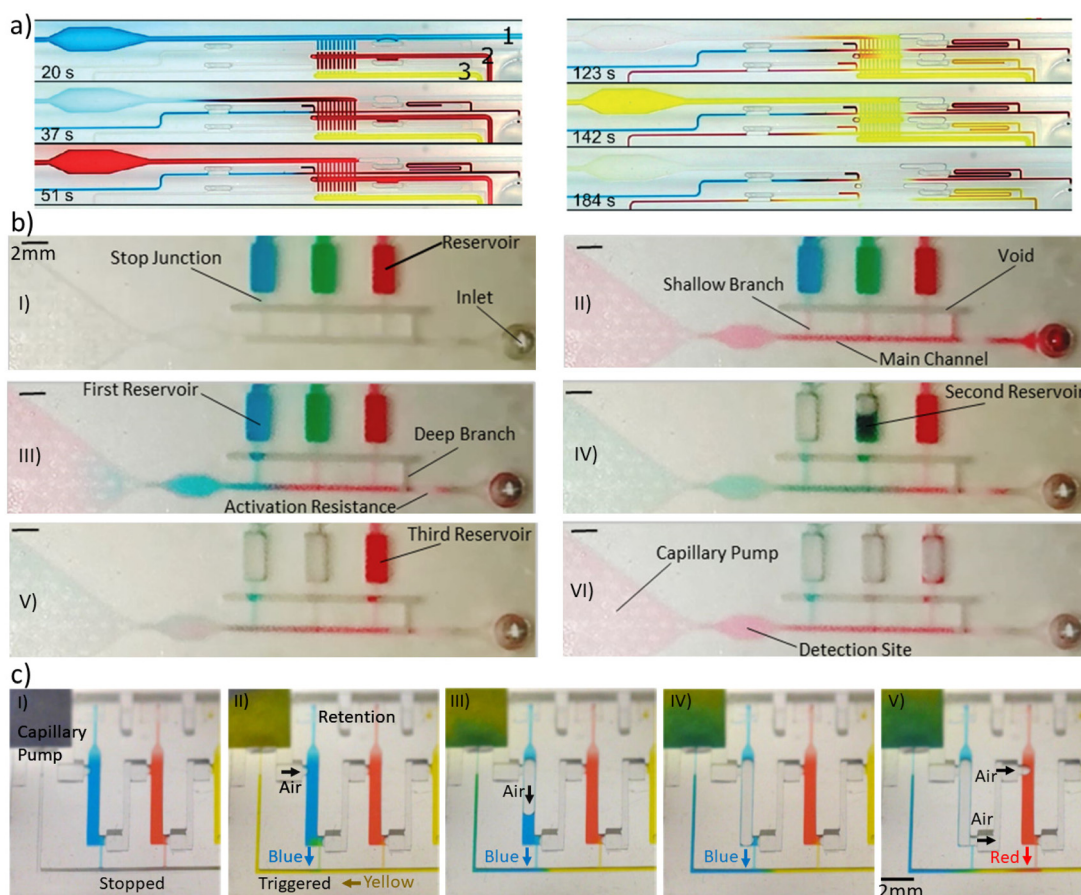 a)
1
2
3
20 s
37 s
51 s
123 s
142 s
184 s
b)
2mm
I)
Stop Junction
Reservoir
Inlet
II)
Shallow Branch
Void
Main Channel
III)
First Reservoir
Deep Branch
Activation Resistance
IV)
Second Reservoir
V)
Third Reservoir
VI)
Capillary Pump
Detection Site
c)
I)
Capillary
Pump
Stopped
II)
Retention
Air
Blue
Triggered
Yellow
III)
Air
Blue
IV)
Blue
V)
Air
Air
Red
2mm